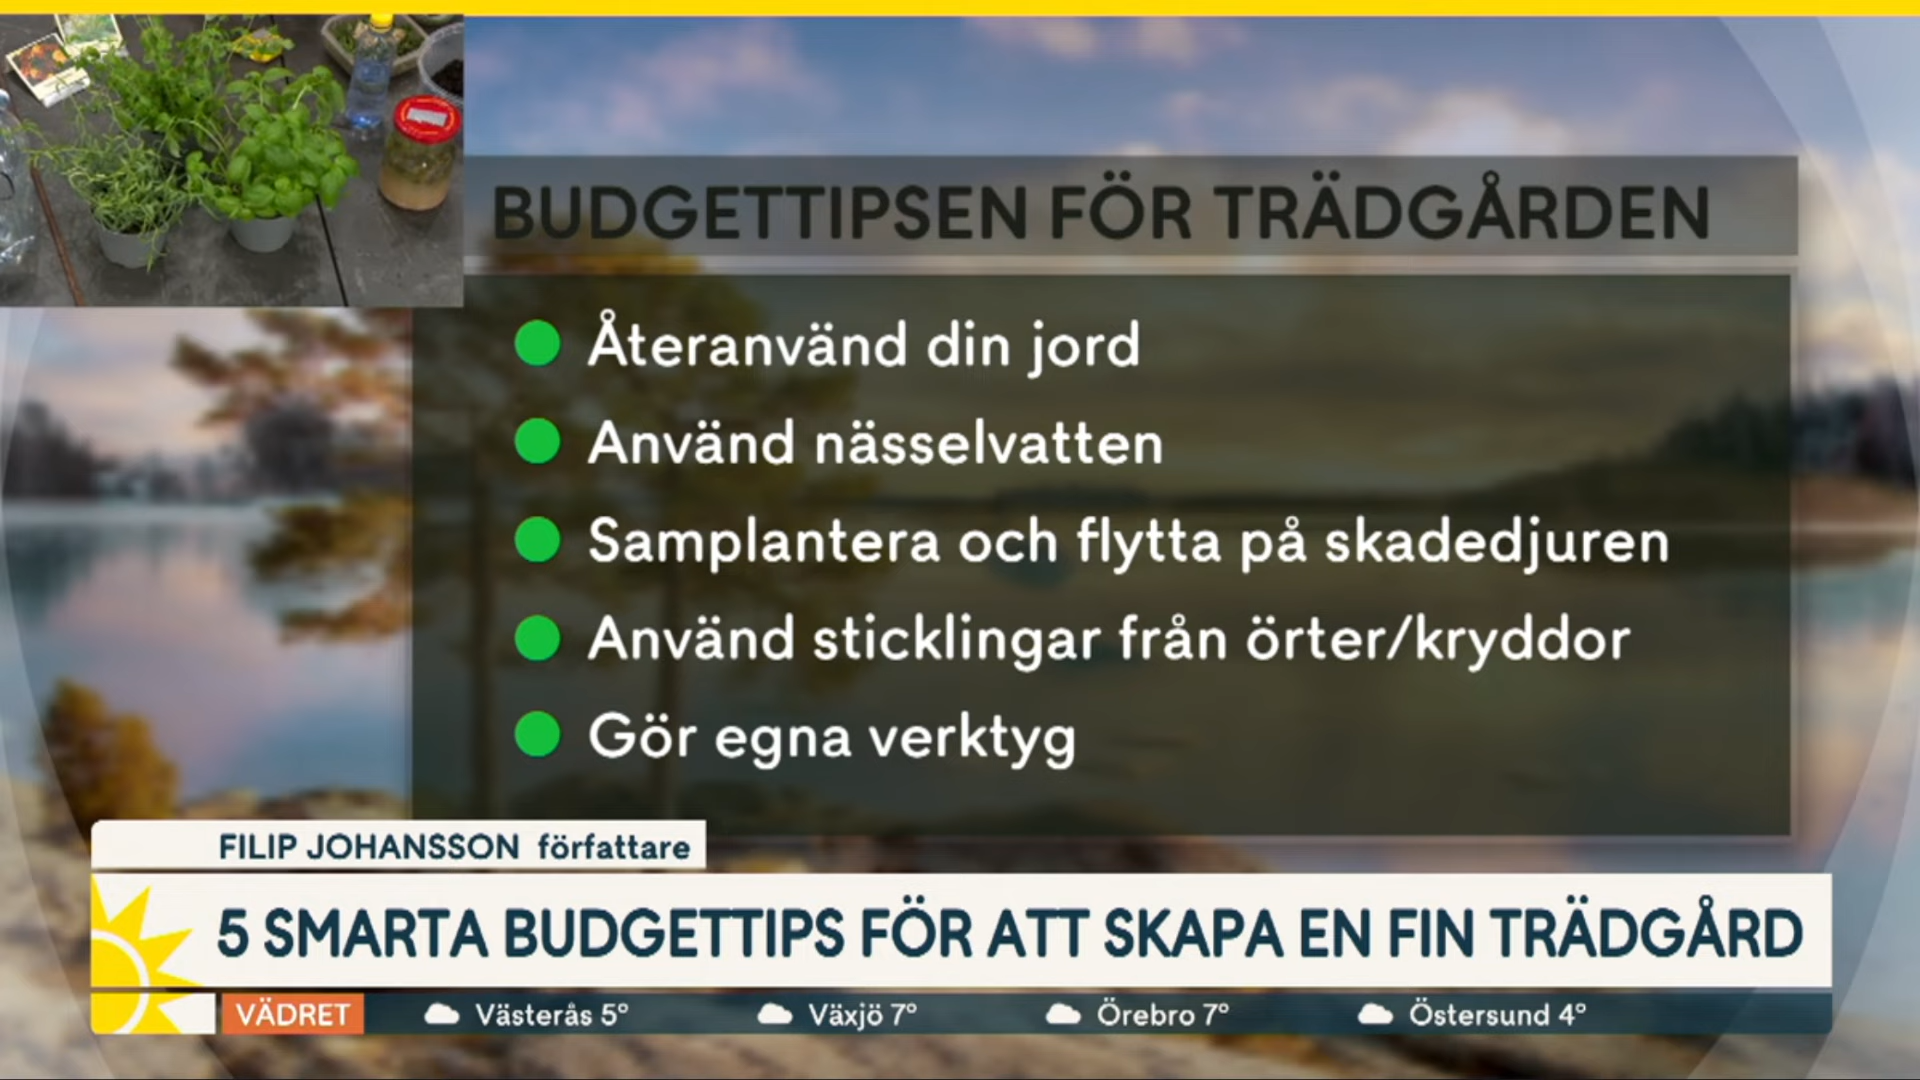 BUDGETTIPSEN FÖR TRÄDGÅRDEN
Återanvänd din jord
Använd nässelvatten
Samplantera och flytta på skadedjuren
Använd sticklingar från örter/kryddor
Gör egna verktyg
FILIP JOHANSSON författare
5 SMARTA BUDGETTIPS FÖR ATT SKAPA EN FIN TRÄDGÅRD
VÄDRET Västerås 5° Växjö 7° Örebro 7° Östersund 4°